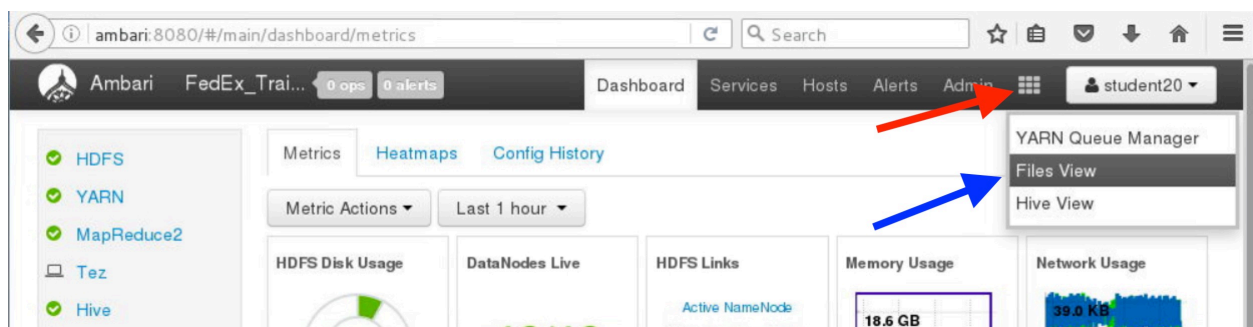 ambari:8080/#/main/dashboard/metrics Search
Ambari FedEx_Trai... 0 ops 0 alerts Dashboard Services Hosts Alerts Admin student20
YARN Queue Manager
Files View
Hive View
HDFS
YARN
MapReduce2
Tez
Hive
Metrics Heatmaps Config History
Metric Actions Last 1 hour
HDFS Disk Usage DataNodes Live HDFS Links Memory Usage Network Usage
Active NameNode
18.6 GB 39.0 KB